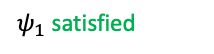 𝜓₁ satisfied